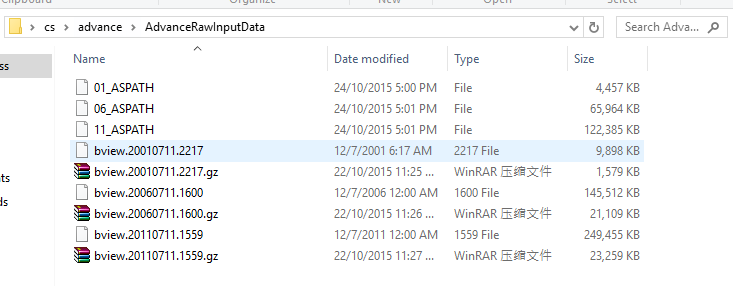 Clipboard Organize New Open Select
cs advance AdvanceRawInputData Search Adva...
Name Date modified Type Size
ss
01_ASPATH 24/10/2015 5:00 PM File 4,457 KB
06_ASPATH 24/10/2015 5:01 PM File 65,964 KB
11_ASPATH 24/10/2015 5:01 PM File 122,385 KB
bview.20010711.2217 12/7/2001 6:17 AM 2217 File 9,898 KB
bview.20010711.2217.gz 22/10/2015 11:25 ... WinRAR 压缩文件 1,579 KB
nts
bview.20060711.1600 12/7/2006 12:00 AM 1600 File 145,512 KB
ds
bview.20060711.1600.gz 22/10/2015 11:26 ... WinRAR 压缩文件 21,109 KB
bview.20110711.1559 12/7/2011 12:00 AM 1559 File 249,455 KB
bview.20110711.1559.gz 22/10/2015 11:27 ... WinRAR 压缩文件 23,259 KB